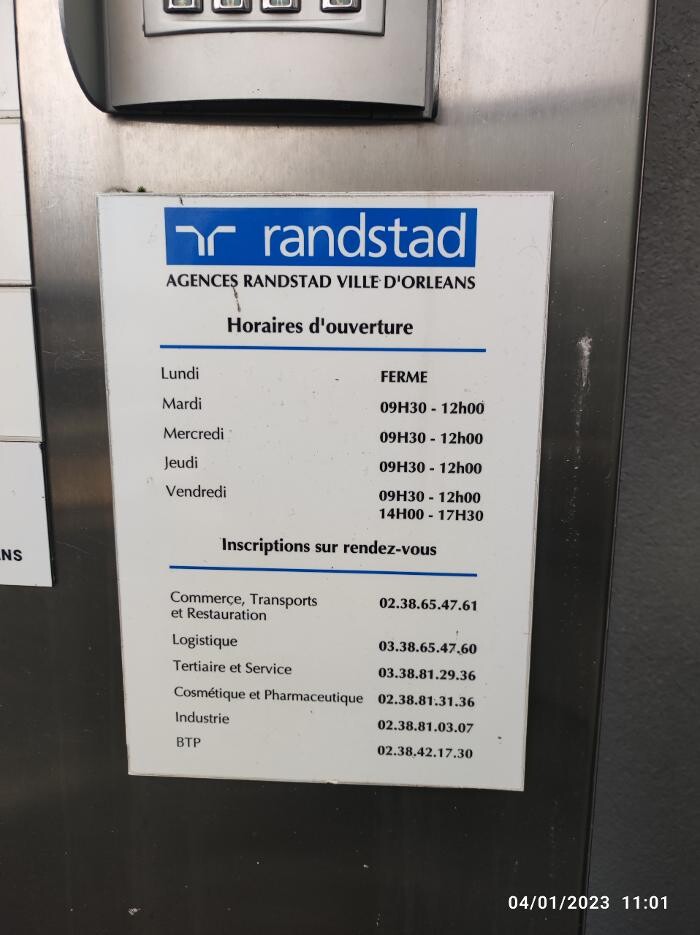 randstad
AGENCES RANDSTAD VILLE D'ORLEANS
Horaires d'ouverture
Lundi FERME
Mardi 09H30 - 12h00
Mercredi 09H30 - 12h00
Jeudi 09H30 - 12h00
Vendredi 09H30 - 12h00
14H00 - 17H30
Inscriptions sur rendez-vous
Commerce, Transports
et Restauration 02.38.65.47.61
Logistique 03.38.65.47.60
Tertiaire et Service 03.38.81.29.36
Cosmétique et Pharmaceutique 02.38.81.31.36
Industrie 02.38.81.03.07
BTP 02.38.42.17.30
NS
04/01/2023 11:01